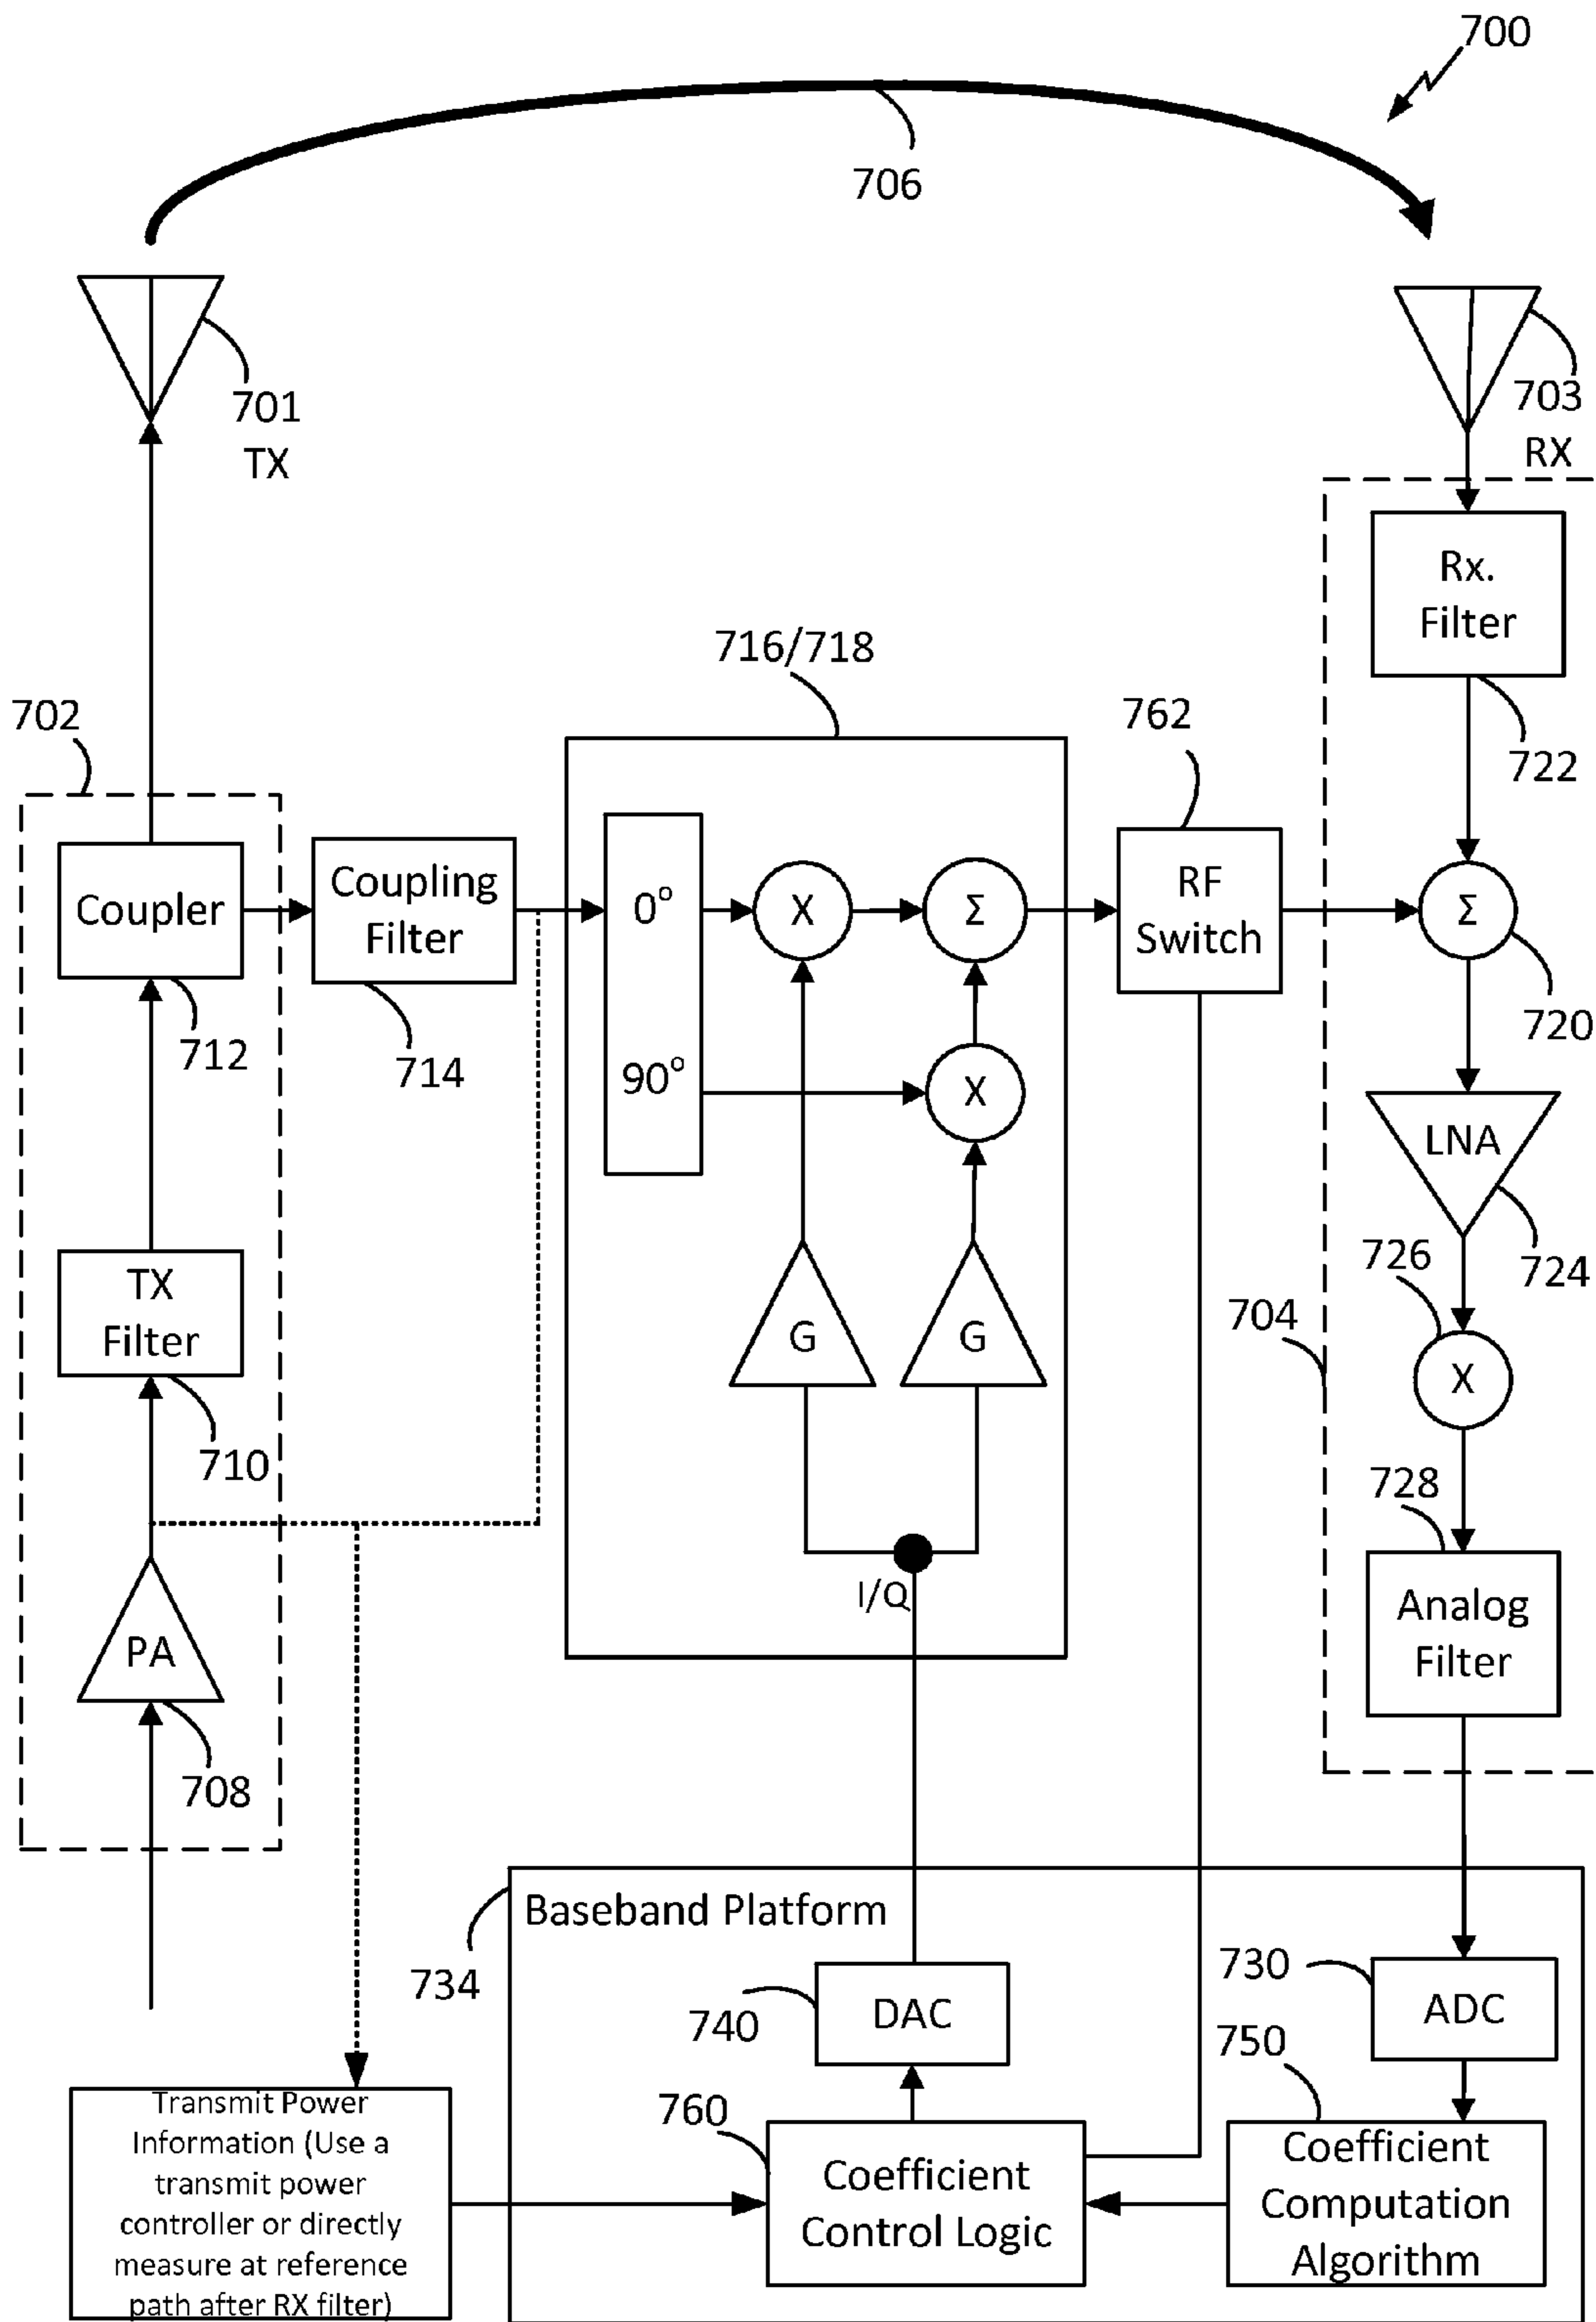 700
706
701
TX
703
RX
Rx.
Filter
722
716/718
762
702
Coupler
712
Coupling
Filter
714
0°
90°
X
Σ
X
G
G
I/Q
RF
Switch
Σ
720
LNA
724
726
X
704
728
Analog
Filter
TX
Filter
710
PA
708
734
Baseband Platform
740
DAC
730
ADC
750
760
Coefficient
Control Logic
Coefficient
Computation
Algorithm
Transmit Power
Information (Use a
transmit power
controller or directly
measure at reference
path after RX filter)